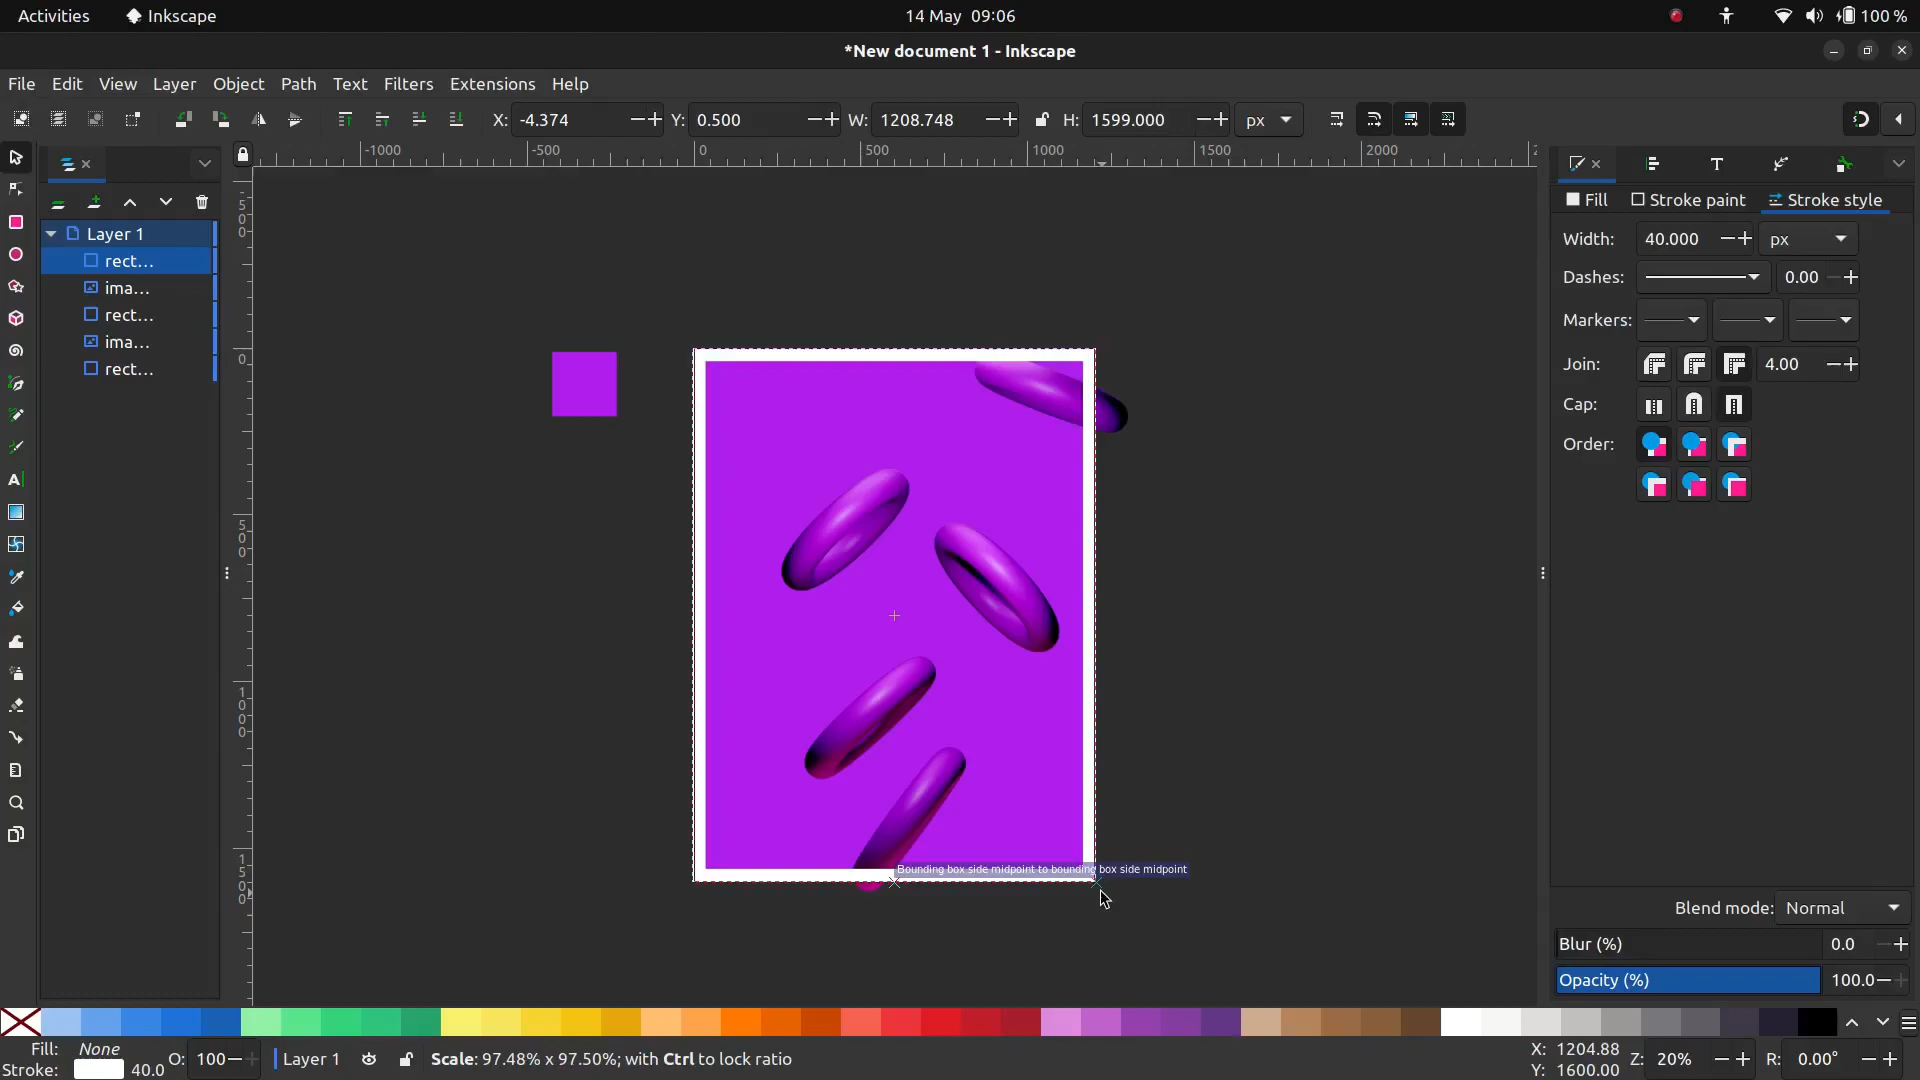 Activities
Inkscape
14 May 09:06
100 %
*New document 1 - Inkscape
File Edit View Layer Object Path Text Filters Extensions Help
X: -4.374 Y: 0.500 W: 1208.748 H: 1599.000 px
-1000 -500 0 500 1000 1500 2000
Fill Stroke paint Stroke style
Layer 1
rect...
ima...
rect...
ima...
rect...
Width: 40.000 px
Dashes: 0.00
Markers:
Join: 4.00
Cap:
Order:
0
500
1000
Bounding box side midpoint to bounding box side midpoint
Blend mode: Normal
Blur (%) 0.0
Opacity (%) 100.0
Fill: None
Stroke: 40.0
O: 100
Layer 1
Scale: 97.48% x 97.50%; with Ctrl to lock ratio
X: 1204.88
Y: 1600.00
Z: 20%
R: 0.00°